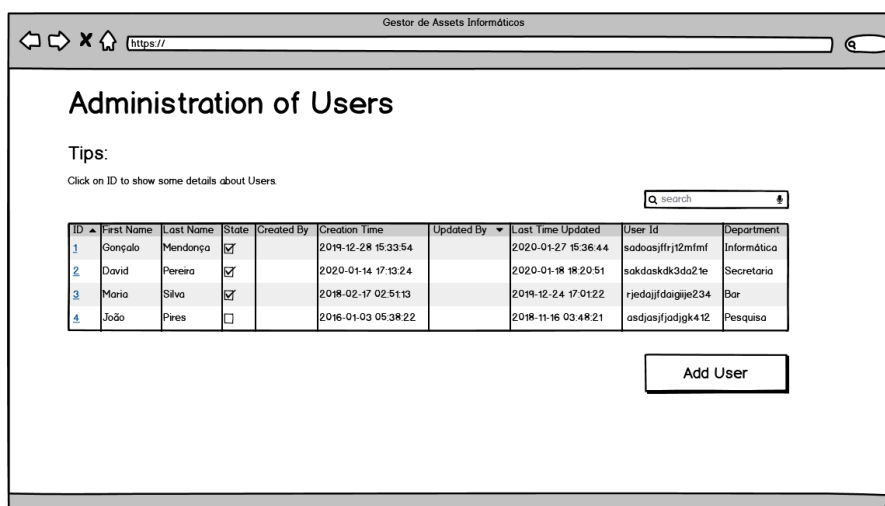 Gestor de Assets Informáticos
https://
Administration of Users
Tips:
Click on ID to show some details about Users.
search
ID First Name Last Name State Created By Creation Time Updated By Last Time Updated User Id Department
1 Gonçalo Mendonça 2019-12-28 15:33:54 2020-01-27 15:36:44 sadoasjffrj12mfmf Informática
2 David Pereira 2020-01-14 17:13:24 2020-01-18 18:20:51 sakdaskdk3da21e Secretaria
3 Maria Silva 2018-02-17 02:51:13 2019-12-24 17:01:22 rjedajjfdaigiije234 Bar
4 João Pires 2016-01-03 05:38:22 2018-11-16 03:48:21 asdjasjfjadjgk412 Pesquisa
Add User